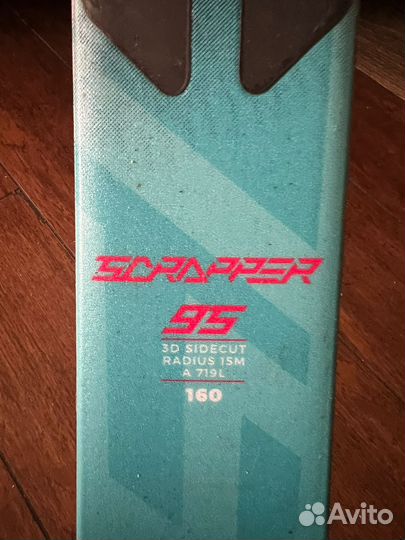 SCRAPPER
95
3D SIDECUT
RADIUS 15M
A 719L
160
Avito